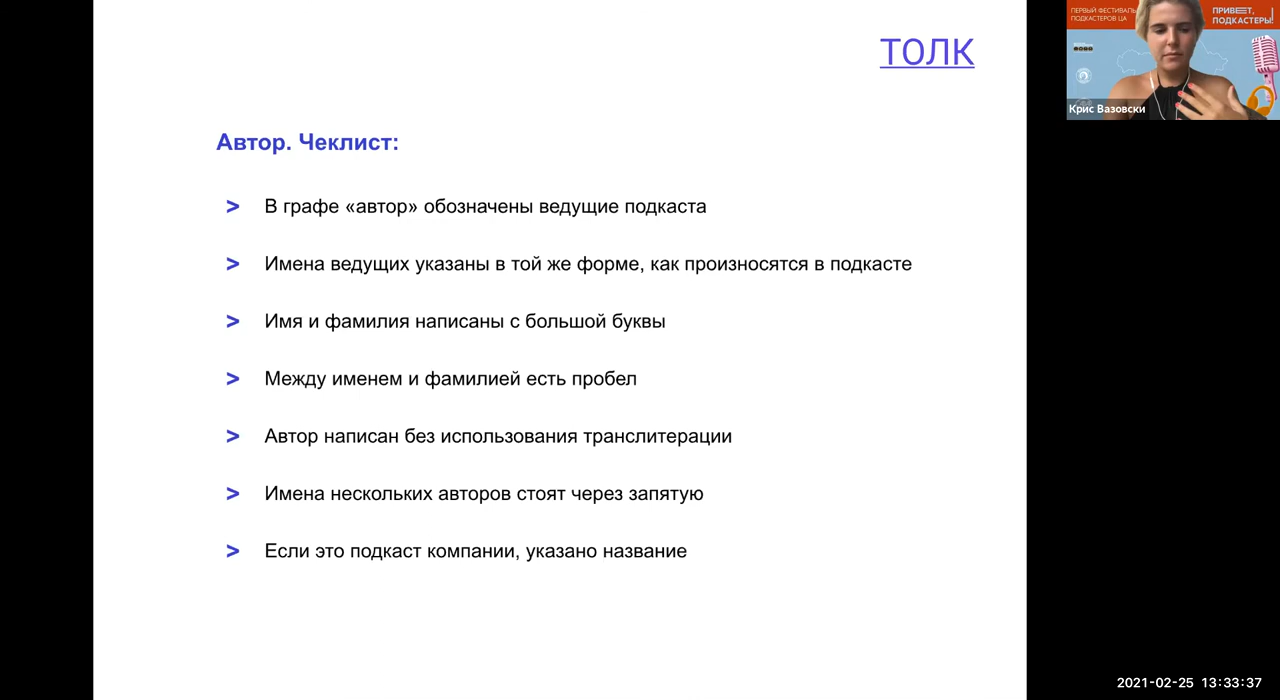 ТОЛК
Автор. Чеклист:
> В графе «автор» обозначены ведущие подкаста
> Имена ведущих указаны в той же форме, как произносятся в подкасте
> Имя и фамилия написаны с большой буквы
> Между именем и фамилией есть пробел
> Автор написан без использования транслитерации
> Имена нескольких авторов стоят через запятую
> Если это подкаст компании, указано название
ПЕРВЫЙ ФЕСТИВАЛЬ
ПОДКАСТЕРОВ ЦА
ПРИВЕТ,
ПОДКАСТЕРЫ!
Крис Вазовски
2021-02-25 13:33:37